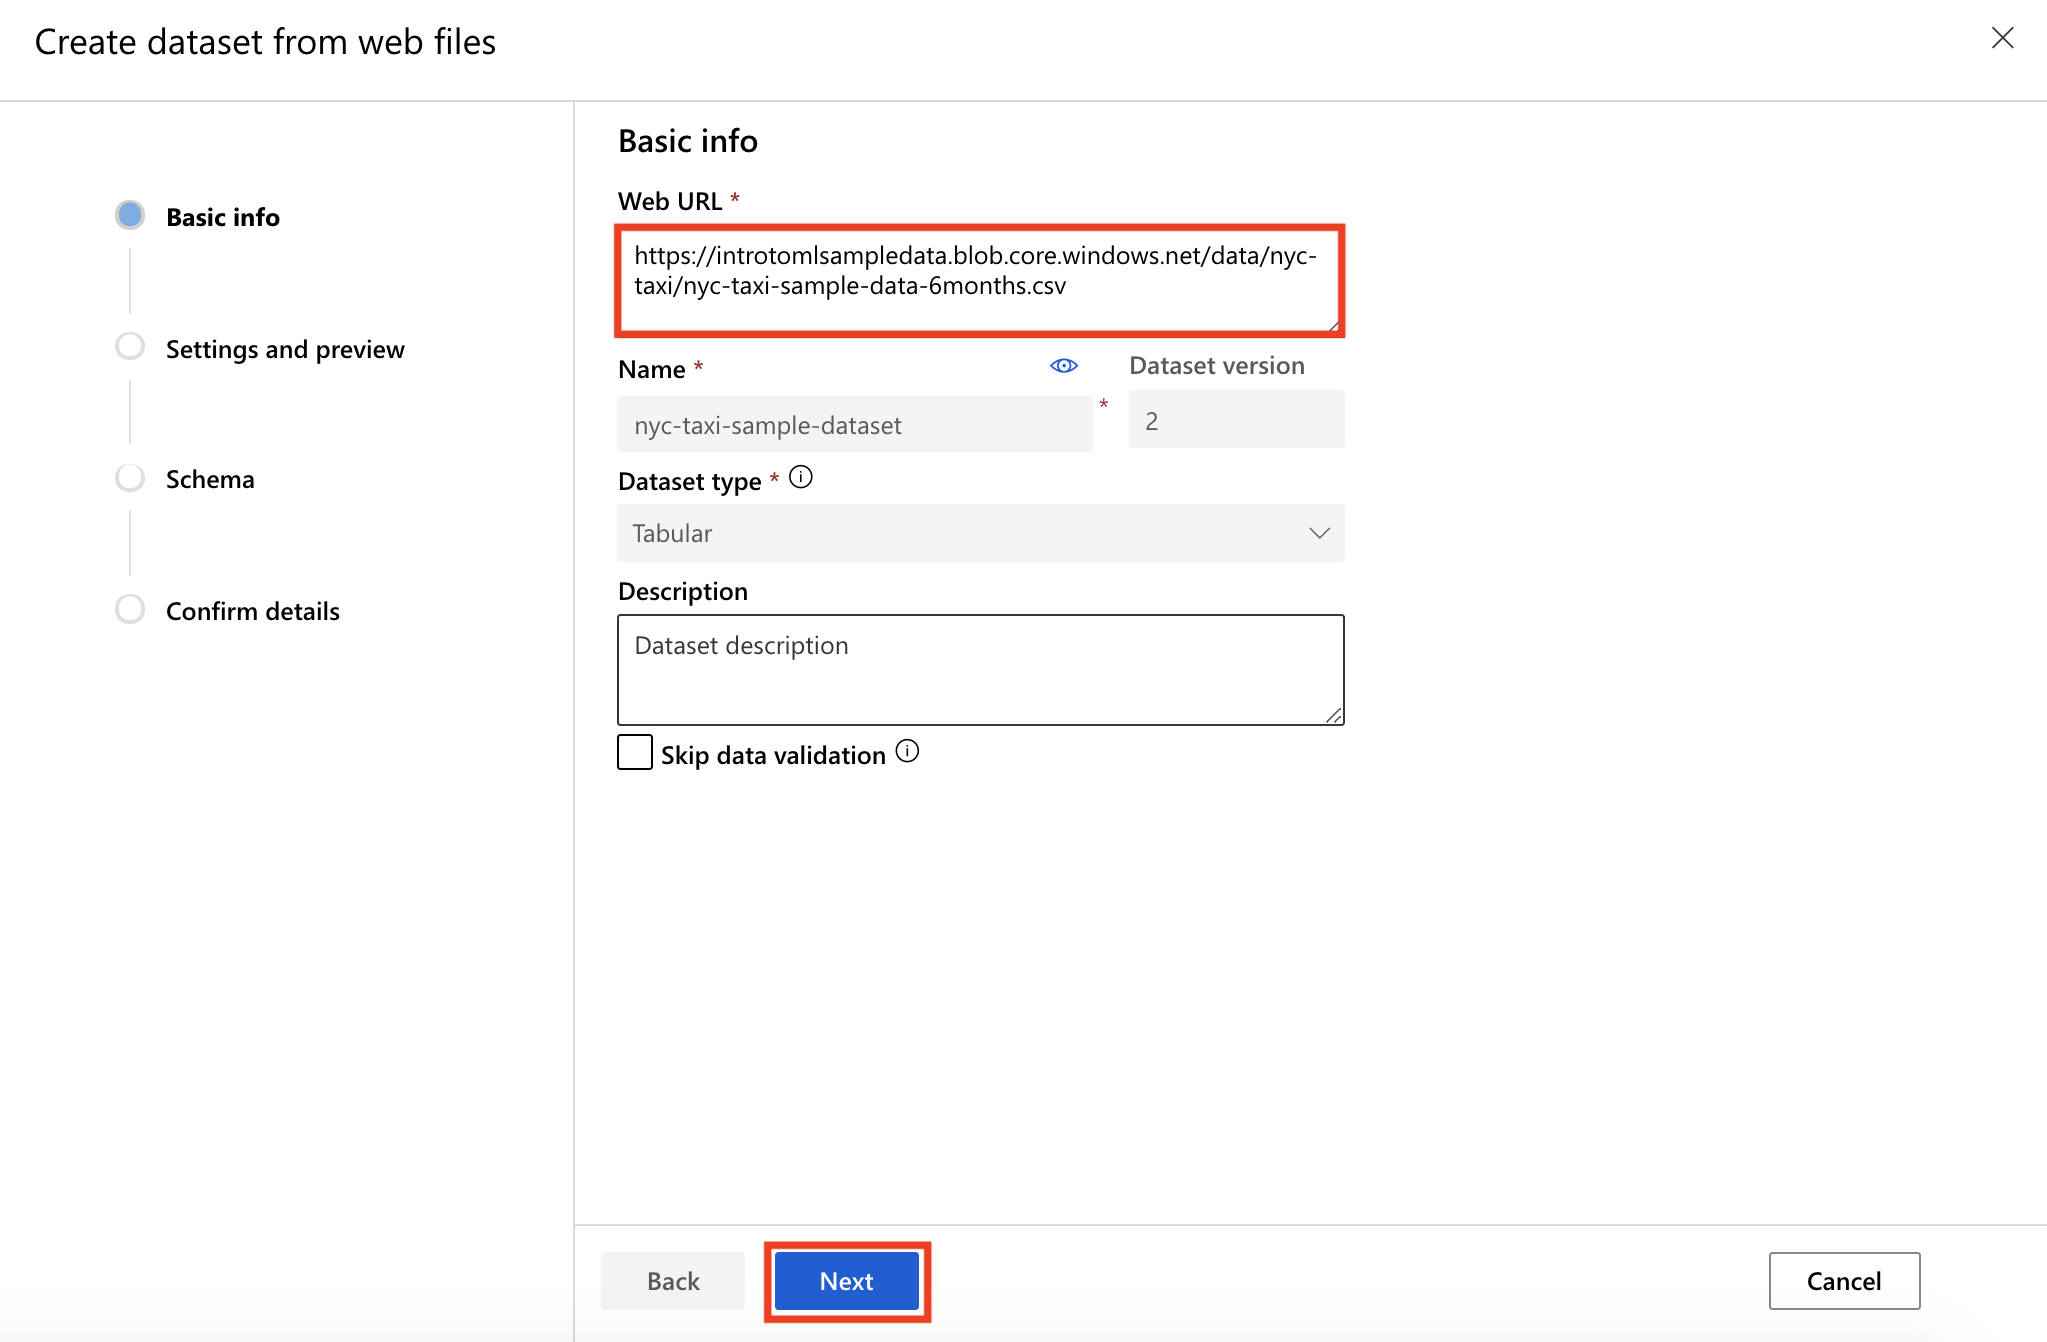 Create dataset from web files
Basic info
Settings and preview
Schema
Confirm details
Basic info
Web URL *
https://introtomlsampledata.blob.core.windows.net/data/nyc-
taxi/nyc-taxi-sample-data-6months.csv
Name *
Dataset version
nyc-taxi-sample-dataset
*
2
Dataset type *
Tabular
Description
Dataset description
Skip data validation
Back
Next
Cancel